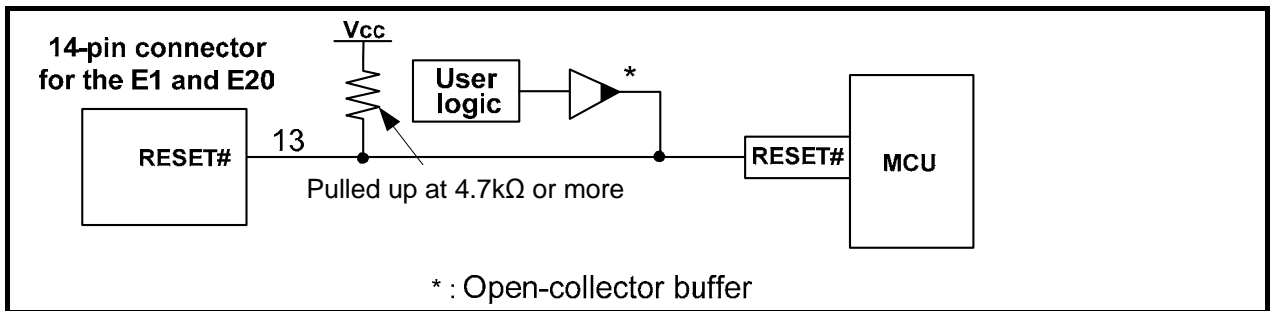 Vcc
14-pin connector
for the E1 and E20
User
logic
*
RESET#
13
RESET#
MCU
Pulled up at 4.7kΩ or more
* : Open-collector buffer